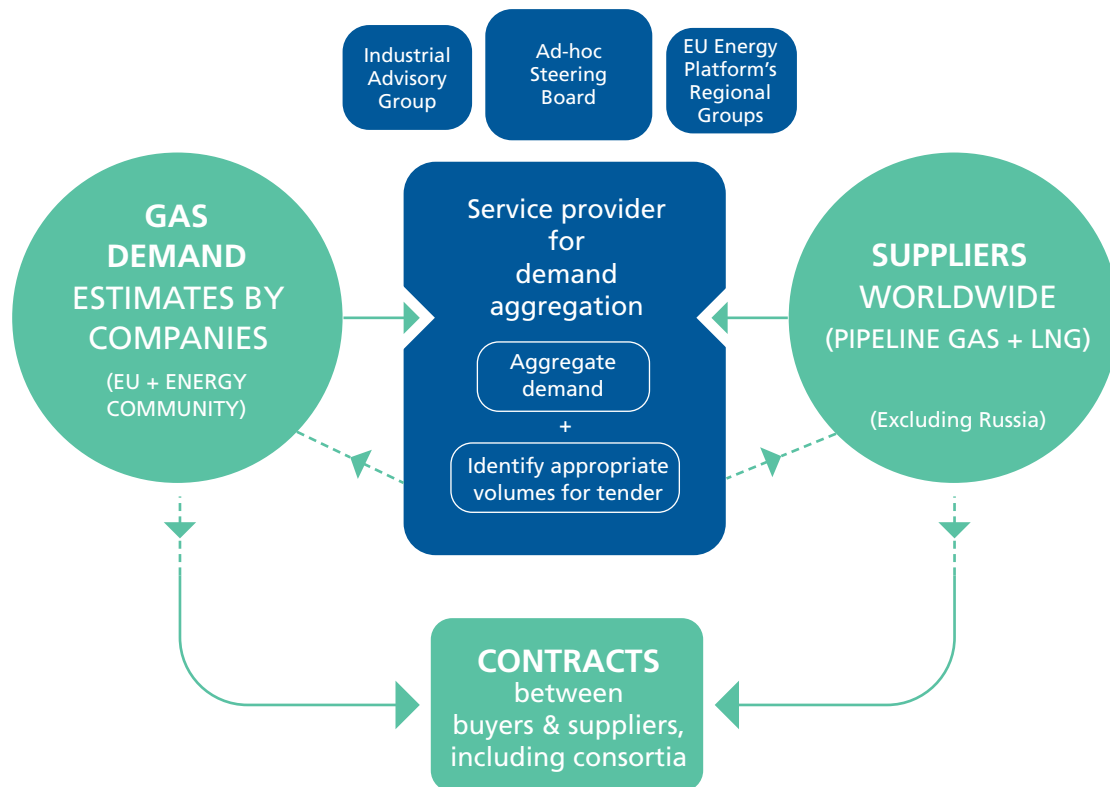 Industrial
Advisory
Group
Ad-hoc
Steering
Board
EU Energy
Platform's
Regional
Groups
GAS
DEMAND
ESTIMATES BY
COMPANIES
(EU + ENERGY
COMMUNITY)
Service provider
for
demand
aggregation
Aggregate
demand
+
Identify appropriate
volumes for tender
SUPPLIERS
WORLDWIDE
(PIPELINE GAS + LNG)
(Excluding Russia)
CONTRACTS
between
buyers & suppliers,
including consortia